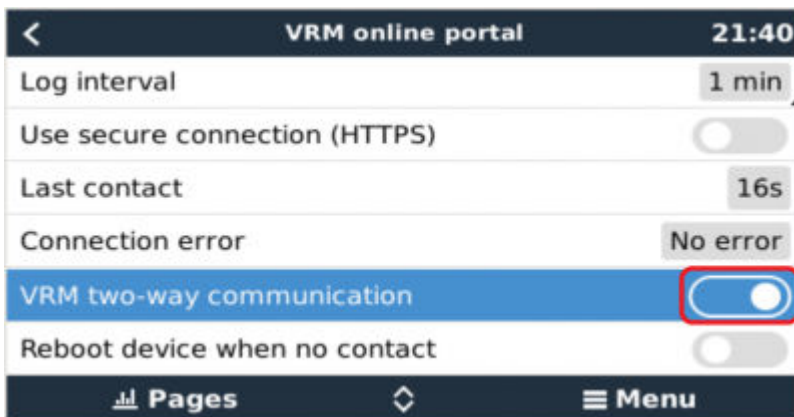 VRM online portal 21:40
Log interval 1 min
Use secure connection (HTTPS)
Last contact 16s
Connection error No error
VRM two-way communication
Reboot device when no contact
Pages Menu